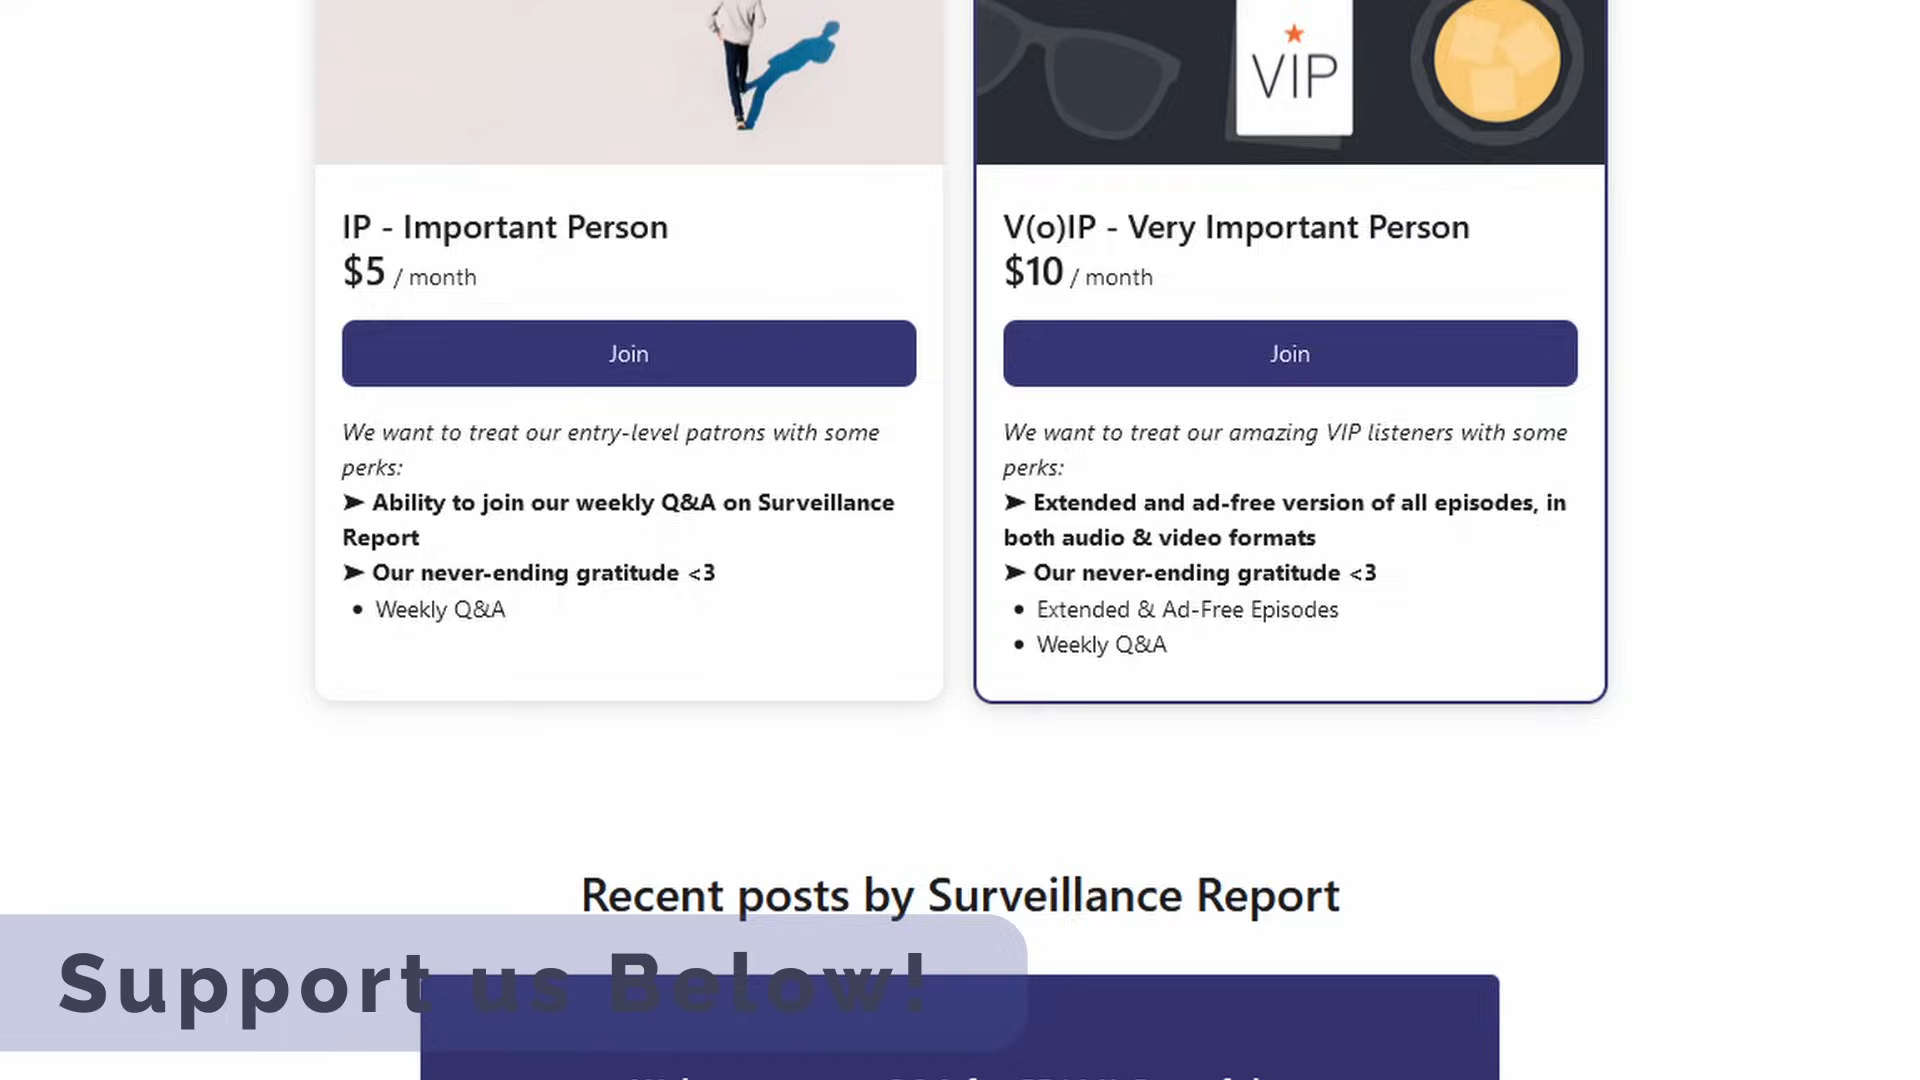 VIP
IP - Important Person
$5 / month
Join
We want to treat our entry-level patrons with some
perks:
➤ Ability to join our weekly Q&A on Surveillance
Report
➤ Our never-ending gratitude <3
• Weekly Q&A
V(o)IP - Very Important Person
$10 / month
Join
We want to treat our amazing VIP listeners with some
perks:
➤ Extended and ad-free version of all episodes, in
both audio & video formats
➤ Our never-ending gratitude <3
• Extended & Ad-Free Episodes
• Weekly Q&A
Recent posts by Surveillance Report
Support us Below!